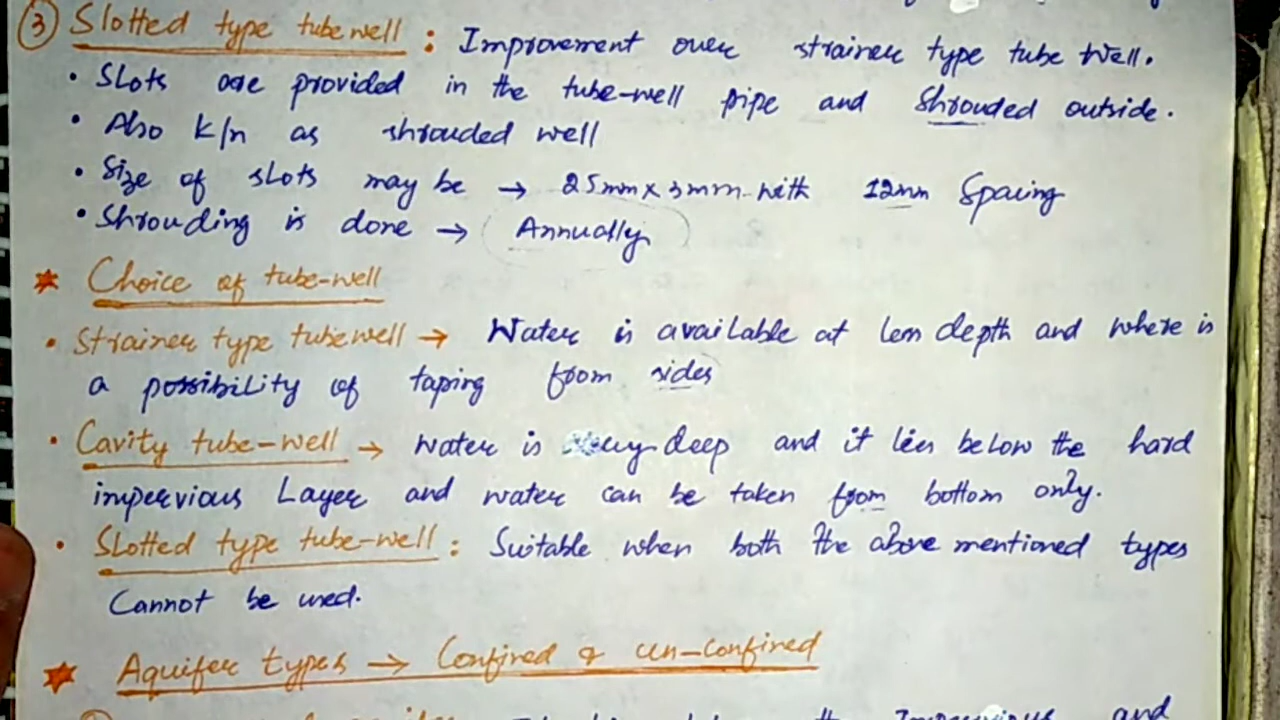 ③ Slotted type tubewell : Improvement over strainer type tube well.
• Slots are provided in the tube-well pipe and Shrouded outside.
• Also k/n as shrouded well
• Size of slots may be → 25mm x 3mm with 12mm Spacing
• Shrouding is done → Annually
* Choice of tube-well
• Strainer type tubewell → Water is available at less depth and where is
a possibility of taping from sides
• Cavity tube-well → Water is very deep and it lies below the hard
impervious Layer and water can be taken from bottom only.
• Slotted type tube-well : Suitable when both the above mentioned types
Cannot be used.
* Aquifer types → Confined & un-confined
Impervious and